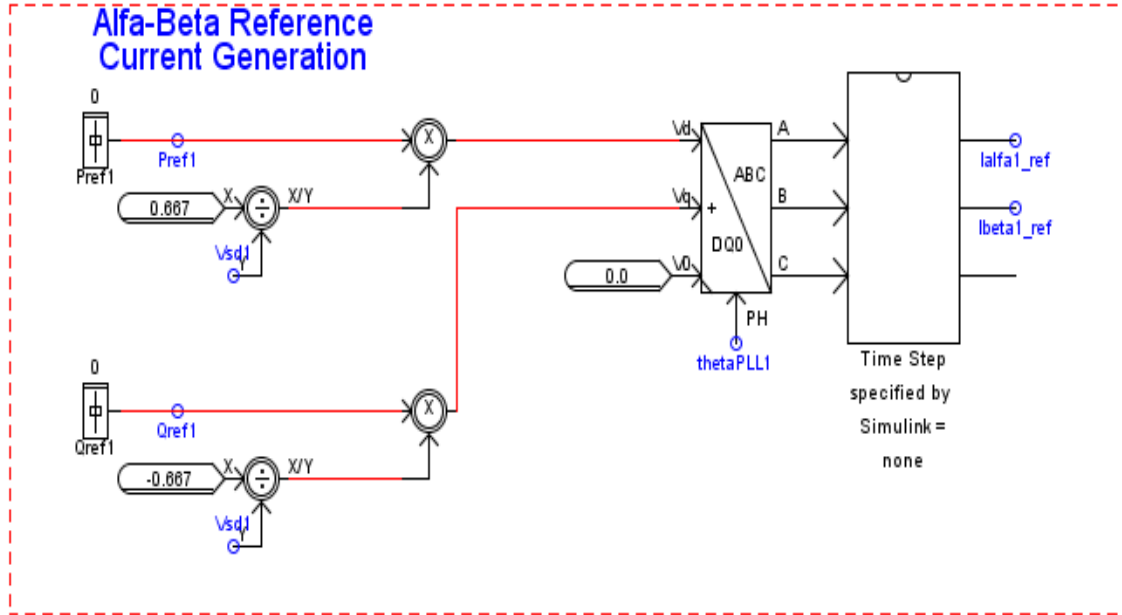 Alfa-Beta Reference
Current Generation
0
Pref1
Pref1
X
0.667
X
X/Y
÷
Vsd1
Y
Vd
A
ABC
Vq
+
B
DQ0
0.0
V0
C
PH
thetaPLL1
Ialfa1_ref
Ibeta1_ref
Time Step
specified by
Simulink =
none
0
Qref1
Qref1
X
-0.667
X
X/Y
÷
Vsd1
Y